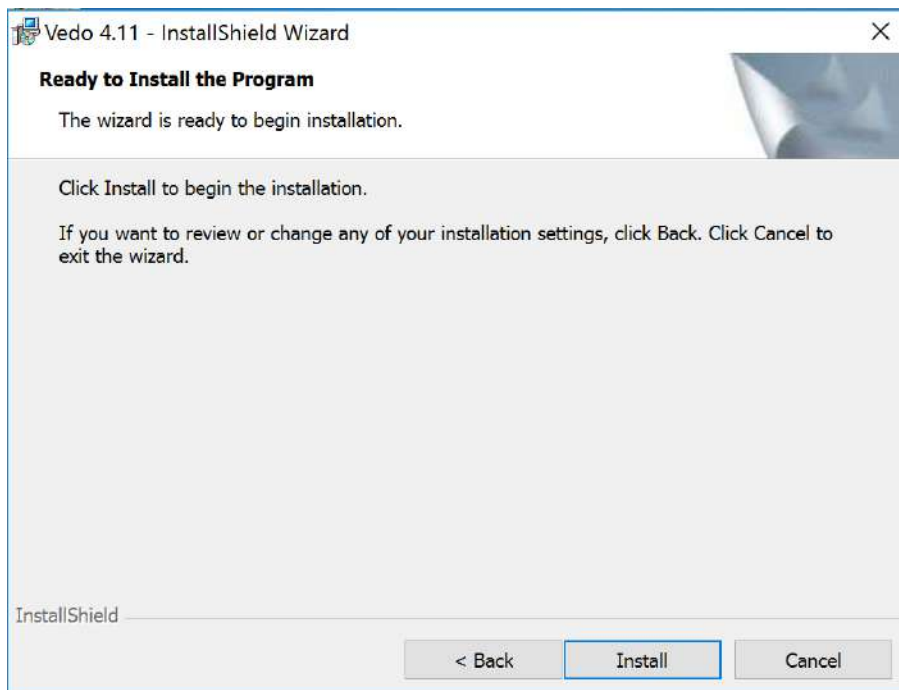 Vedo 4.11 - InstallShield Wizard
Ready to Install the Program
The wizard is ready to begin installation.
Click Install to begin the installation.
If you want to review or change any of your installation settings, click Back. Click Cancel to
exit the wizard.
InstallShield
< Back
Install
Cancel